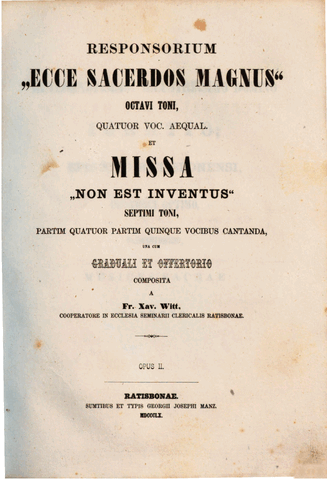 RESPONSORIUM
„ECCE SACERDOS MAGNUS“
OCTAVI TONI,
QUATUOR VOC. AEQUAL.
ET
MISSA
„NON EST INVENTUS“
SEPTIMI TONI,
PARTIM QUATUOR PARTIM QUINQUE VOCIBUS CANTANDA,
UNA CUM
GRADUALI ET OFFERTORIO
COMPOSITA
A
Fr. Xav. Witt,
COOPERATORE IN ECCLESIA SEMINARII CLERICALIS RATISBONAE.
OPUS II.
RATISBONAE.
SUMTIBUS ET TYPIS GEORGII JOSEPHI MANZ.
MDCCCLX.